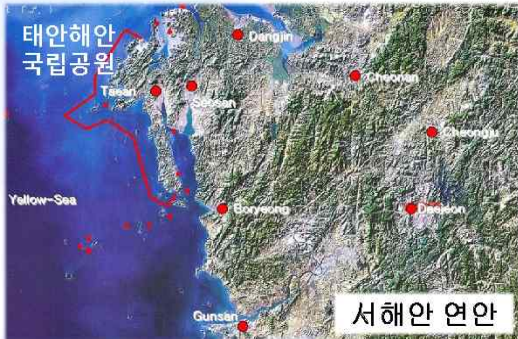 태안해안
국립공원
Dangjin
Cheonan
Taean
Seosan
Cheongju
Yellow-Sea
Boryeong
Daejeon
Gunsan
서해안 연안